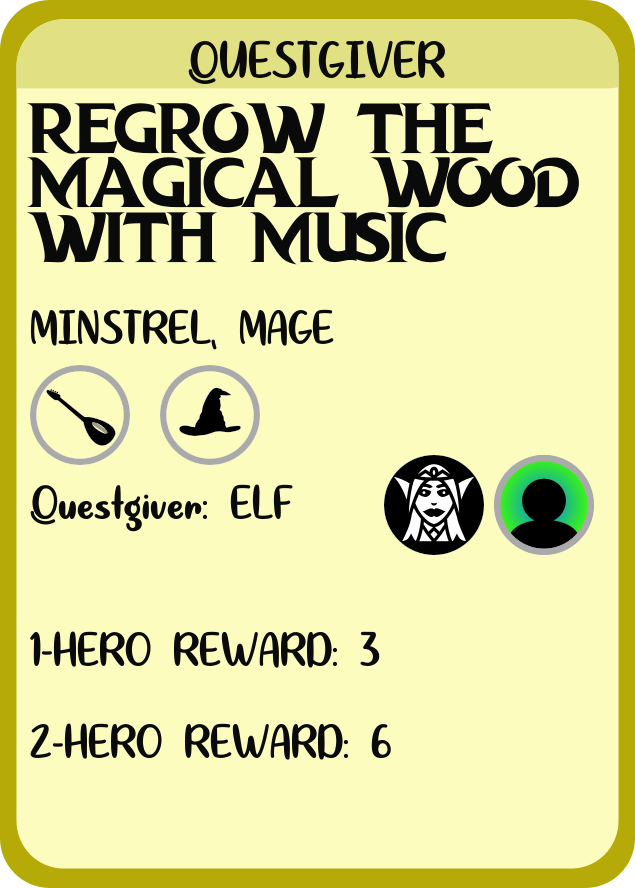 QUESTGIVER
REGROW THE
MAGICAL WOOD
WITH MUSIC
MINSTREL, MAGE
Questgiver: ELF
1-HERO REWARD: 3
2-HERO REWARD: 6